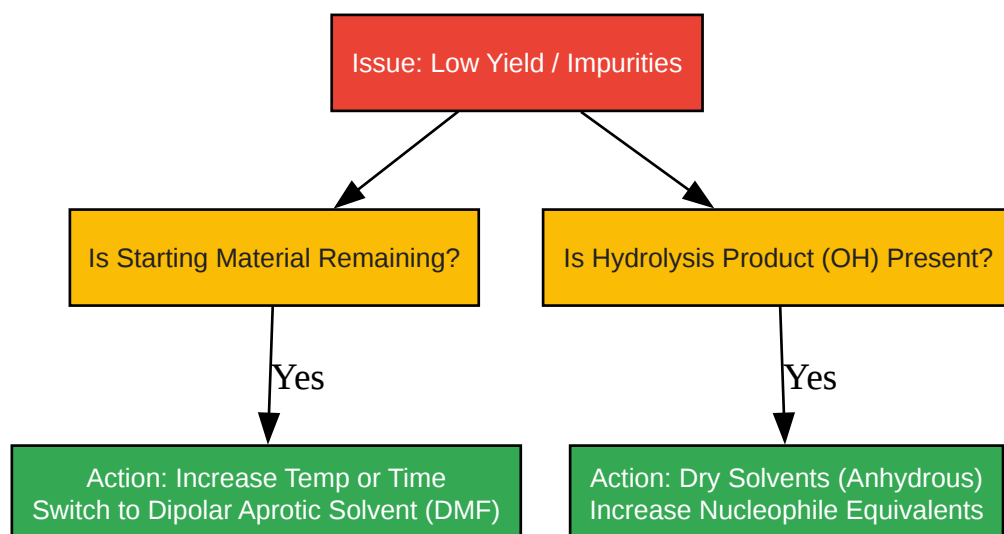 Issue: Low Yield / Impurities
Is Starting Material Remaining?
Is Hydrolysis Product (OH) Present?
Yes
Yes
Action: Increase Temp or Time
Switch to Dipolar Aprotic Solvent (DMF)
Action: Dry Solvents (Anhydrous)
Increase Nucleophile Equivalents